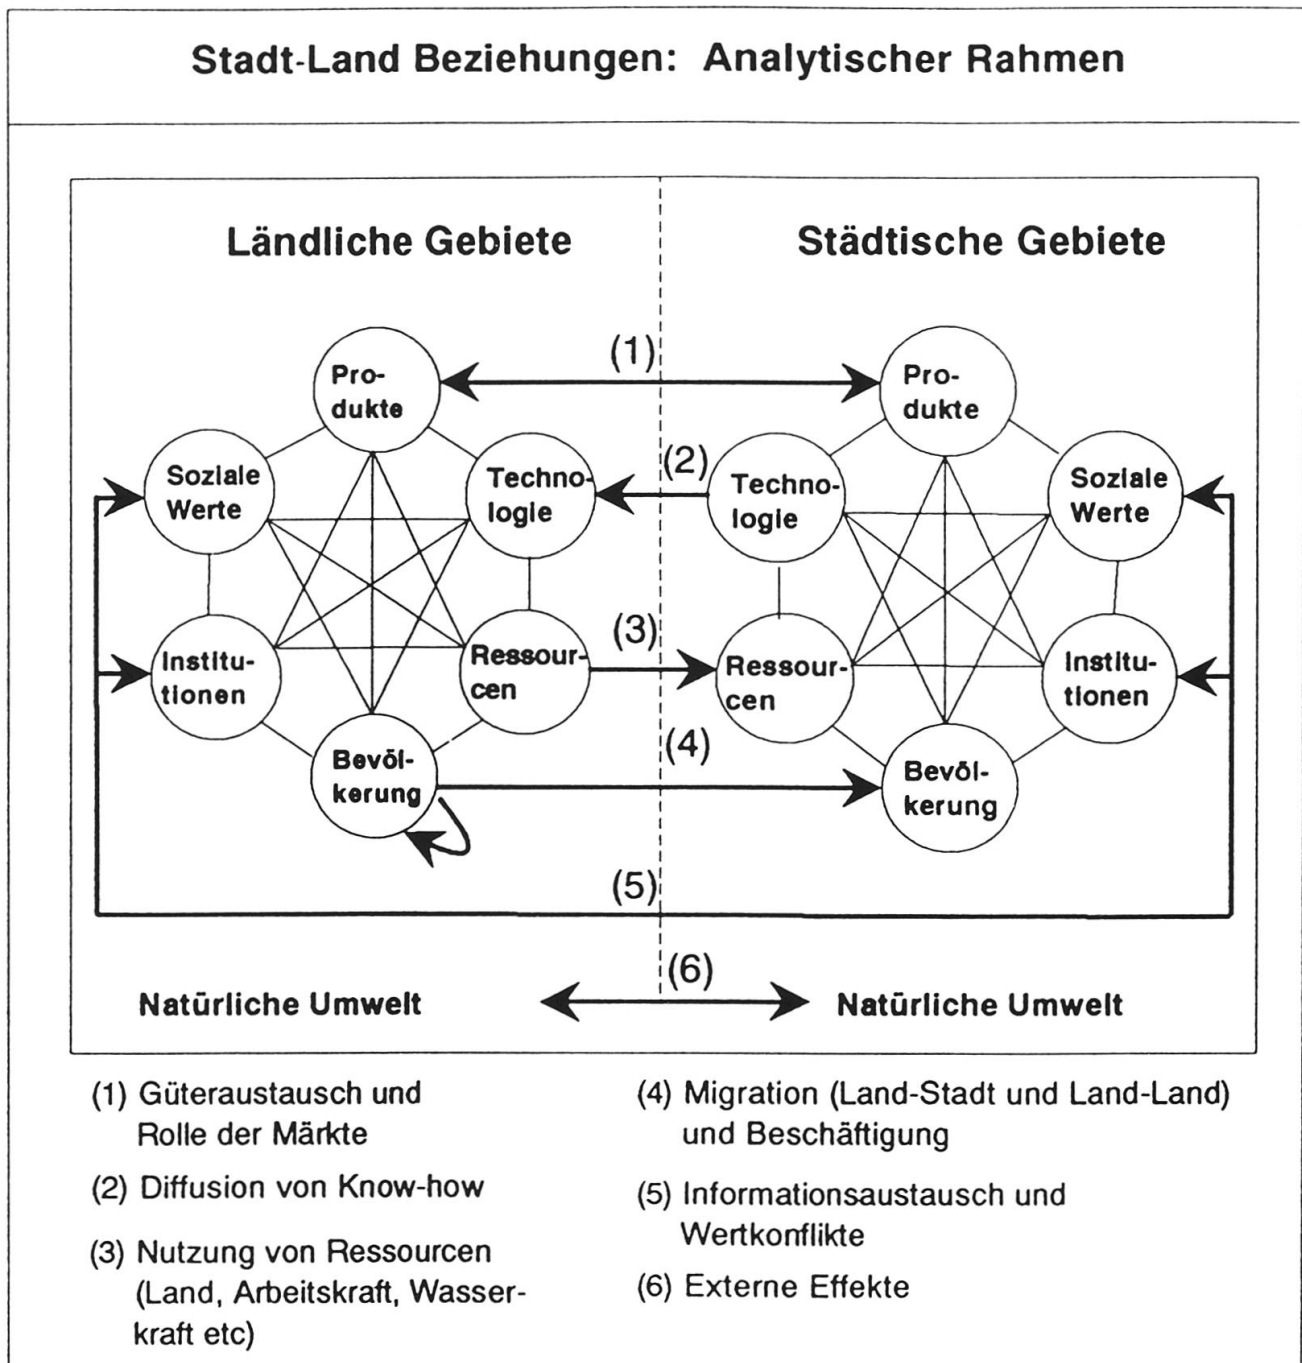 Stadt-Land Beziehungen: Analytischer Rahmen
Ländliche Gebiete
Städtische Gebiete
(1)
Pro-
dukte
Pro-
dukte
(2)
Soziale
Werte
Techno-
logie
Techno-
logie
Soziale
Werte
(3)
Institu-
tionen
Ressour-
cen
Ressour-
cen
Institu-
tionen
(4)
Bevöl-
kerung
Bevöl-
kerung
(5)
(6)
Natürliche Umwelt
Natürliche Umwelt
(1) Güteraustausch und
Rolle der Märkte
(2) Diffusion von Know-how
(3) Nutzung von Ressourcen
(Land, Arbeitskraft, Wasser-
kraft etc)
(4) Migration (Land-Stadt und Land-Land)
und Beschäftigung
(5) Informationsaustausch und
Wertkonflikte
(6) Externe Effekte